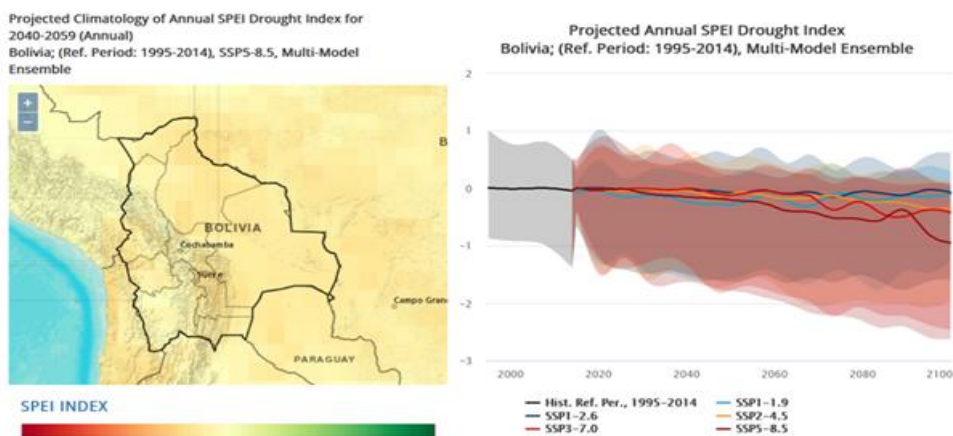 Projected Climatology of Annual SPEI Drought Index for
2040-2059 (Annual)
Bolivia; (Ref. Period: 1995-2014), SSP5-8.5, Multi-Model
Ensemble
+
−
B
BOLIVIA
Cochabamba
Sucre
Campo Gran
PARAGUAY
SPEI INDEX
Projected Annual SPEI Drought Index
Bolivia; (Ref. Period: 1995-2014), Multi-Model Ensemble
2
1
0
-1
-2
-3
2000 2020 2040 2060 2080 2100
Hist. Ref. Per., 1995-2014 SSP1-1.9
SSP1-2.6 SSP2-4.5
SSP3-7.0 SSP5-8.5